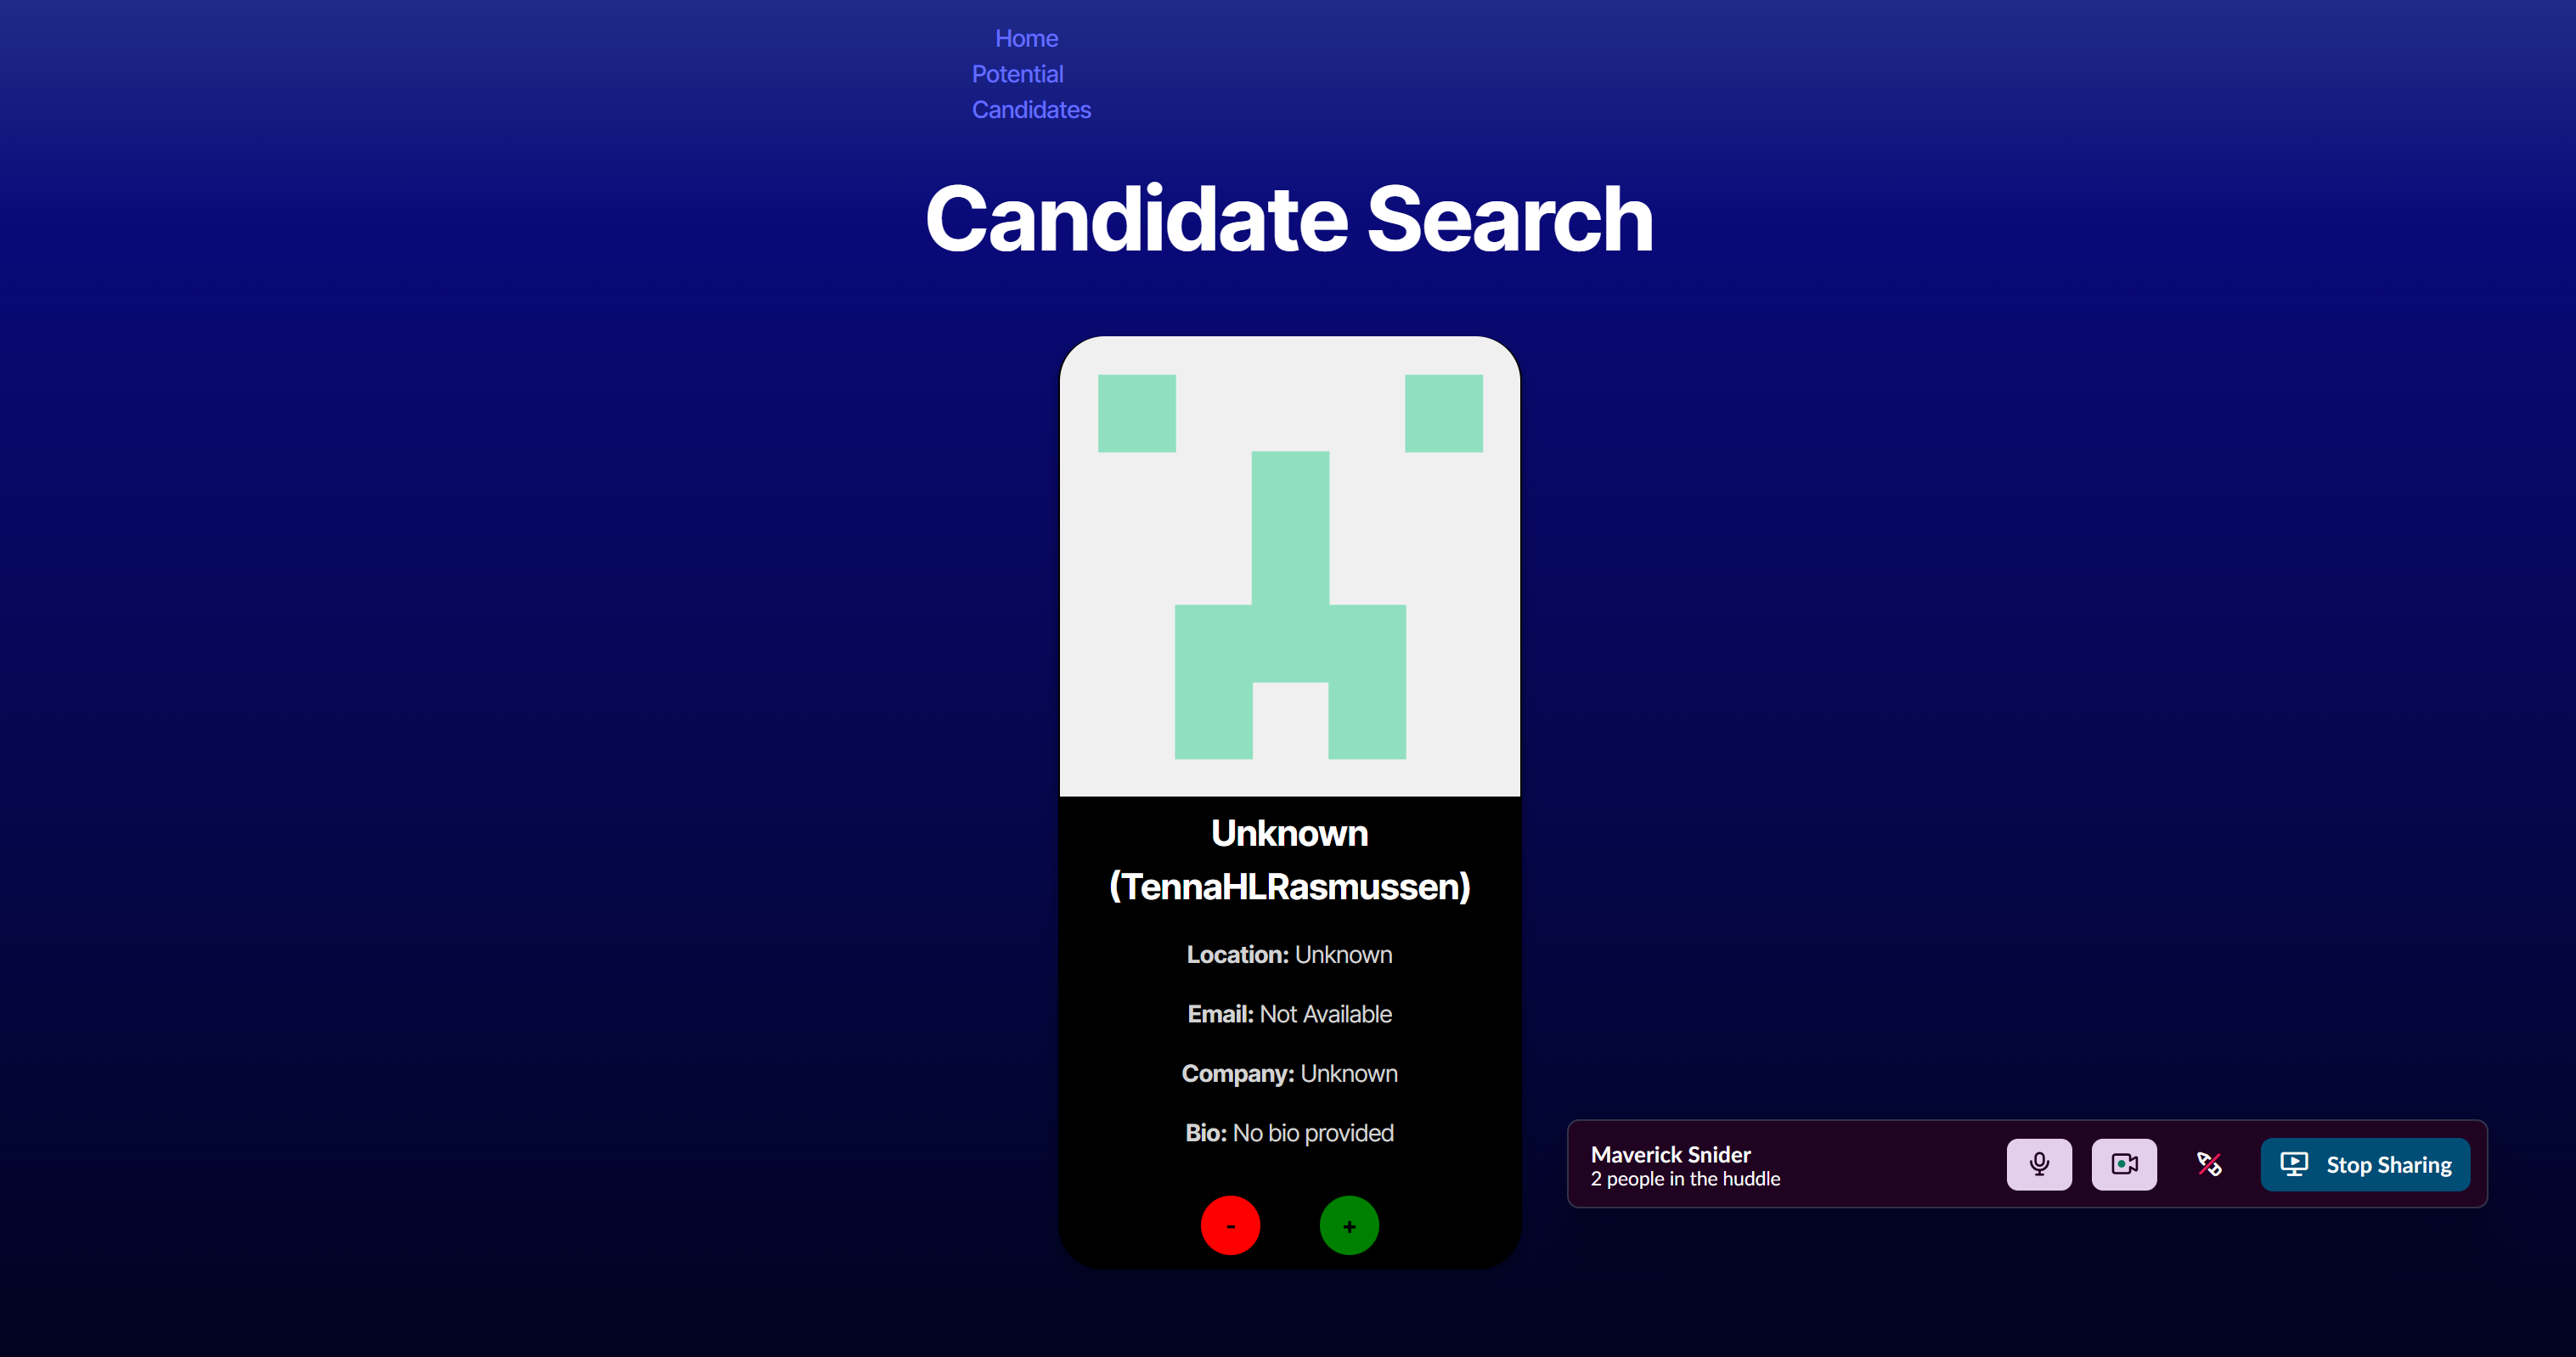 Home
Potential
Candidates
Candidate Search
Unknown
(TennaHLRasmussen)
Location: Unknown
Email: Not Available
Company: Unknown
Bio: No bio provided
- +
Maverick Snider
2 people in the huddle
Stop Sharing